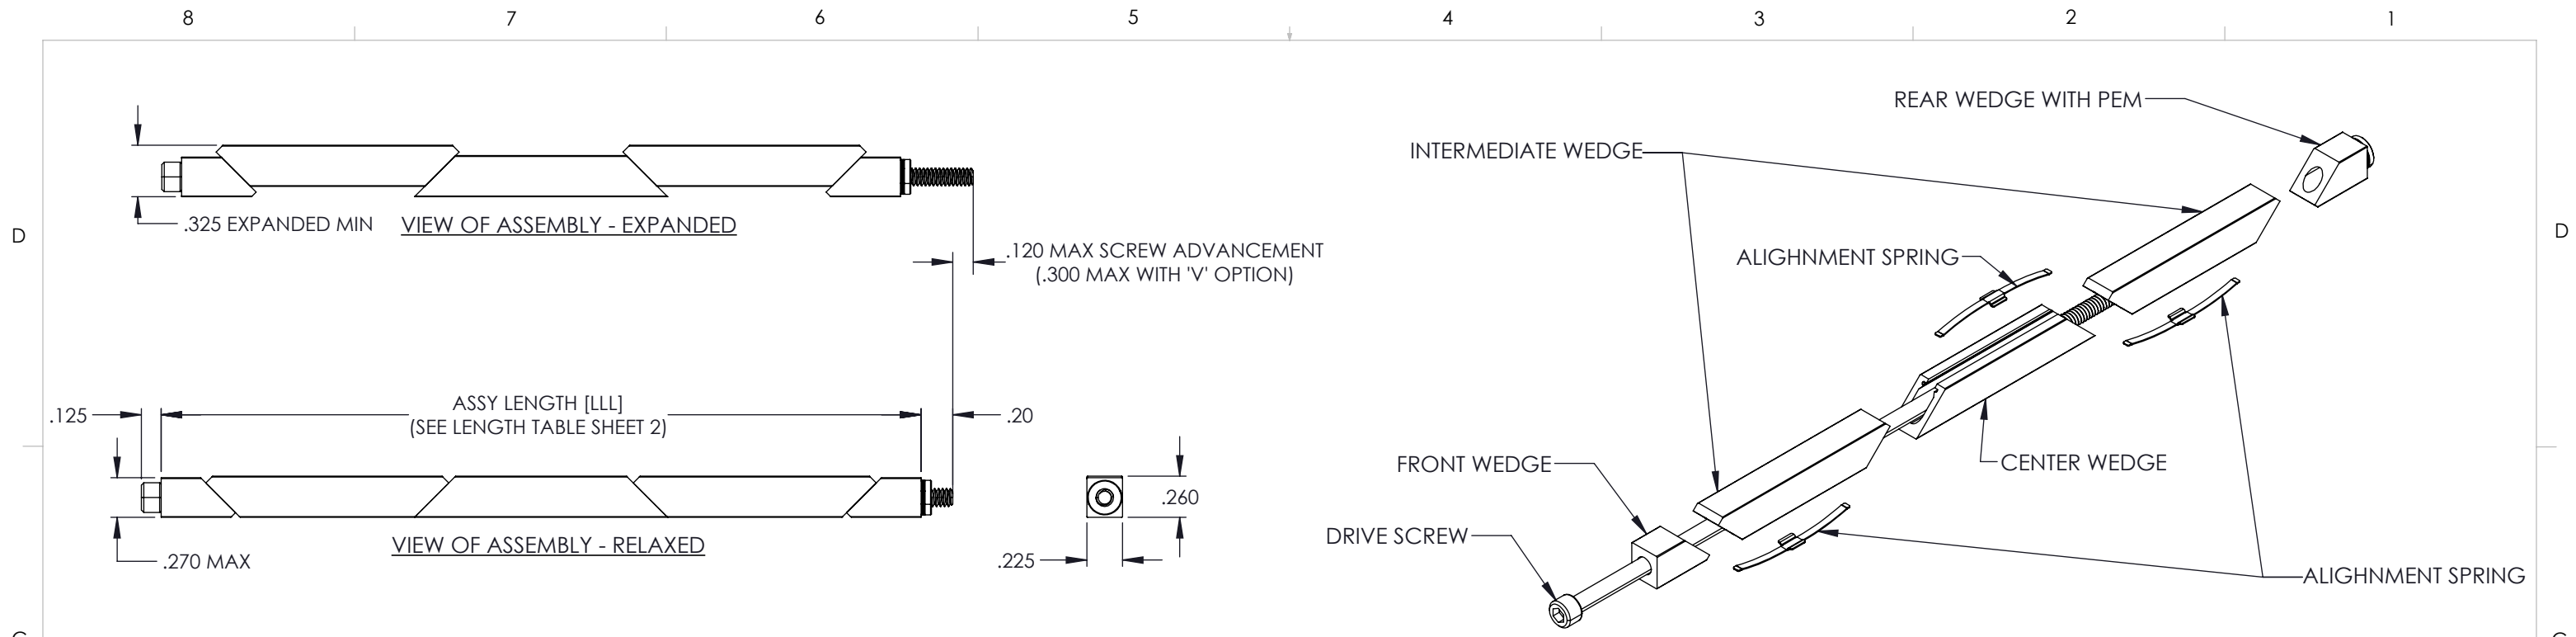 8 7 6 5 4 3 2 1
D
D
.325 EXPANDED MIN
VIEW OF ASSEMBLY - EXPANDED
.120 MAX SCREW ADVANCEMENT
(.300 MAX WITH 'V' OPTION)
.125
ASSY LENGTH [LLL]
(SEE LENGTH TABLE SHEET 2)
.20
.270 MAX
VIEW OF ASSEMBLY - RELAXED
.260
.225
REAR WEDGE WITH PEM
INTERMEDIATE WEDGE
ALIGHNMENT SPRING
FRONT WEDGE
CENTER WEDGE
DRIVE SCREW
ALIGHNMENT SPRING